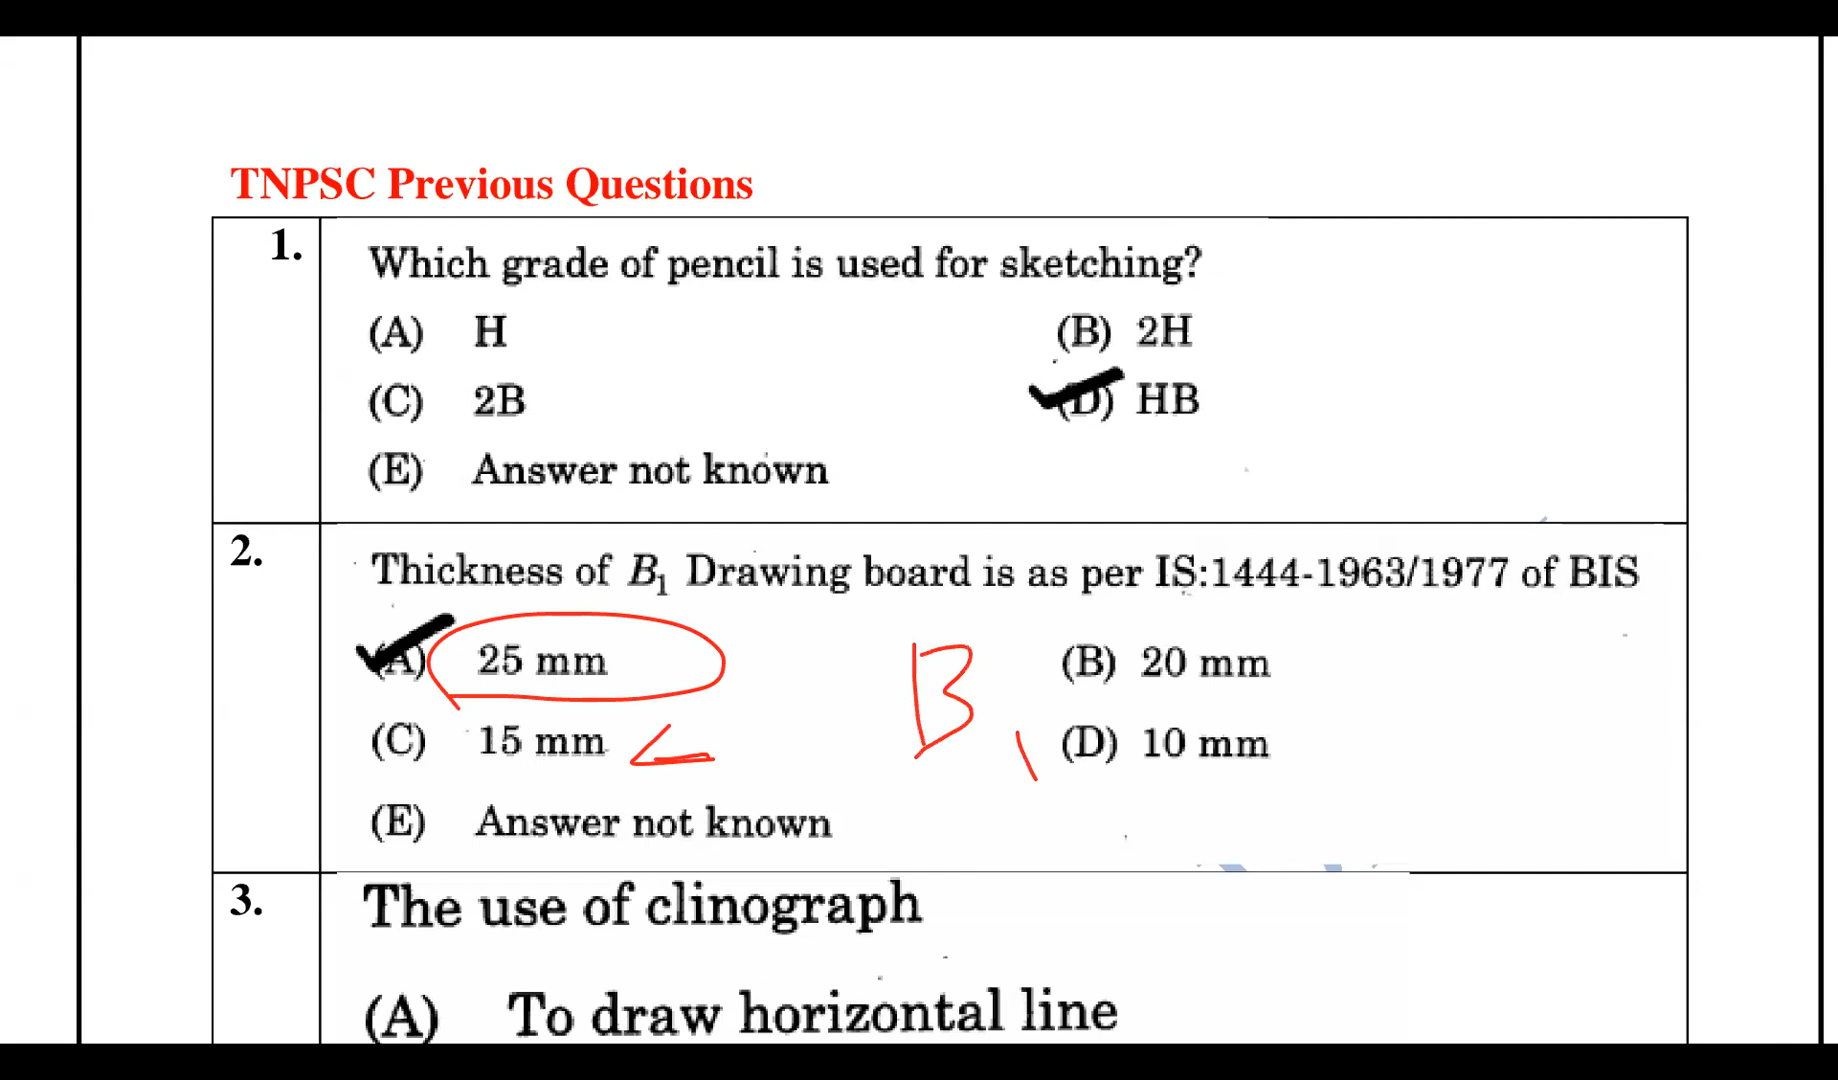 TNPSC Previous Questions
1.
Which grade of pencil is used for sketching?
(A) H
(B) 2H
(C) 2B
(D) HB
(E) Answer not known
2.
Thickness of B₁ Drawing board is as per IS:1444-1963/1977 of BIS
(A) 25 mm
(B) 20 mm
(C) 15 mm
B
(D) 10 mm
(E) Answer not known
3.
The use of clinograph
(A) To draw horizontal line